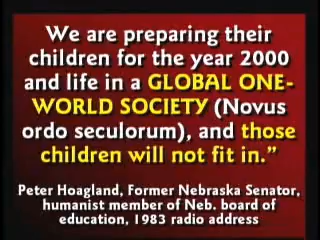 We are preparing their
children for the year 2000
and life in a GLOBAL ONE-
WORLD SOCIETY (Novus
ordo seculorum), and those
children will not fit in.”
Peter Hoagland, Former Nebraska Senator,
humanist member of Neb. board of
education, 1983 radio address